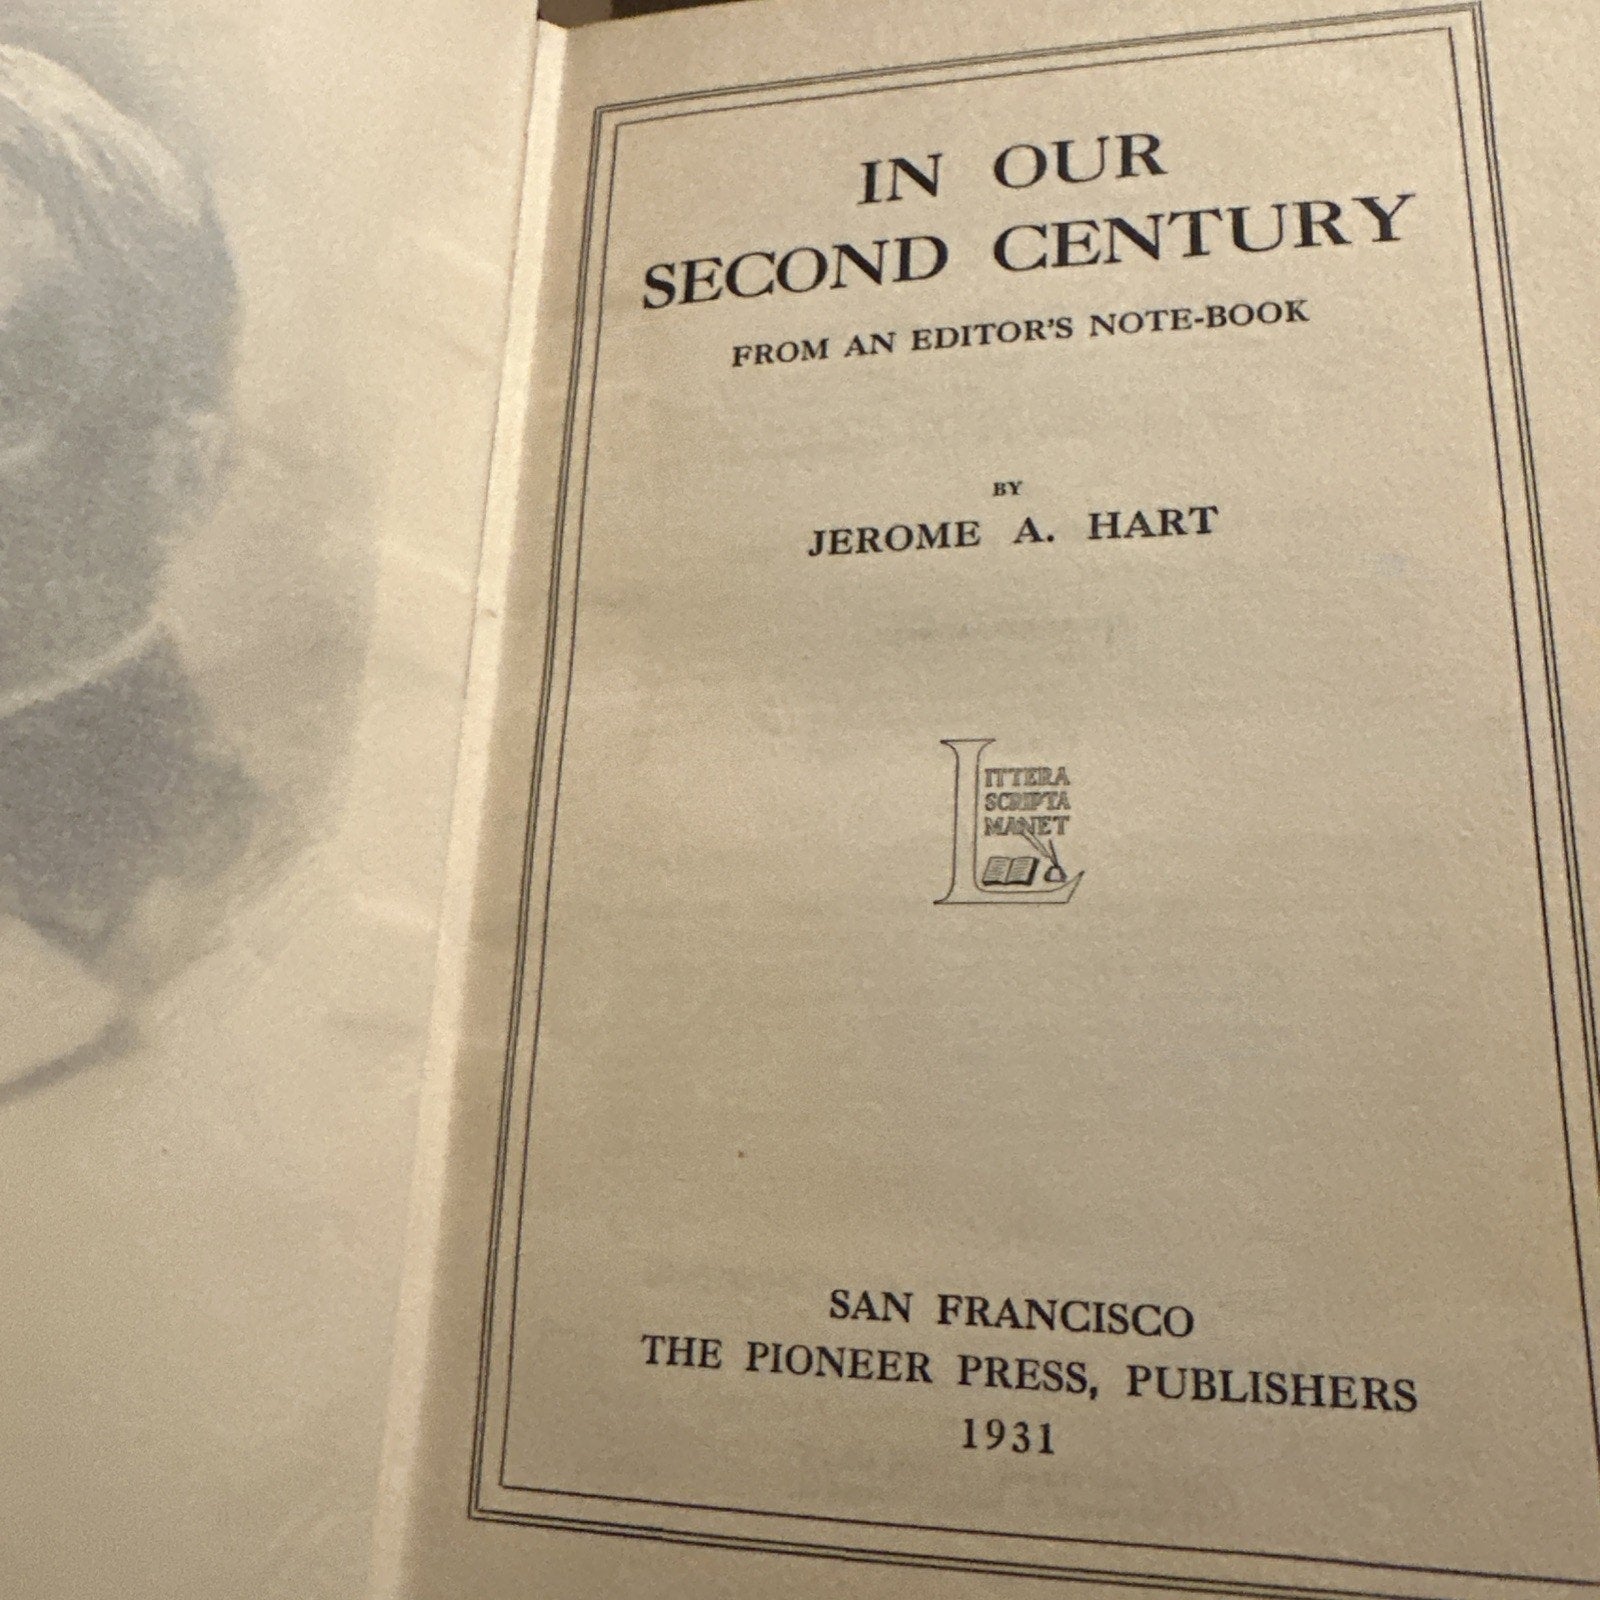 IN OUR
SECOND CENTURY
FROM AN EDITOR'S NOTE-BOOK
BY
JEROME A. HART
LITTERA
SCRIPTA
MANET
SAN FRANCISCO
THE PIONEER PRESS, PUBLISHERS
1931